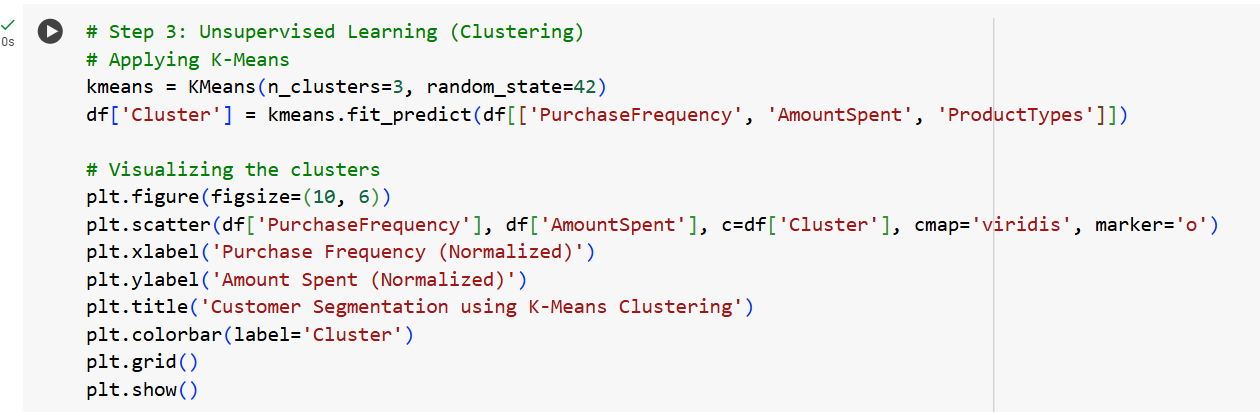 # Step 3: Unsupervised Learning (Clustering)
0s
# Applying K-Means
kmeans = KMeans(n_clusters=3, random_state=42)
df['Cluster'] = kmeans.fit_predict(df[['PurchaseFrequency', 'AmountSpent', 'ProductTypes']])
# Visualizing the clusters
plt.figure(figsize=(10, 6))
plt.scatter(df['PurchaseFrequency'], df['AmountSpent'], c=df['Cluster'], cmap='viridis', marker='o')
plt.xlabel('Purchase Frequency (Normalized)')
plt.ylabel('Amount Spent (Normalized)')
plt.title('Customer Segmentation using K-Means Clustering')
plt.colorbar(label='Cluster')
plt.grid()
plt.show()